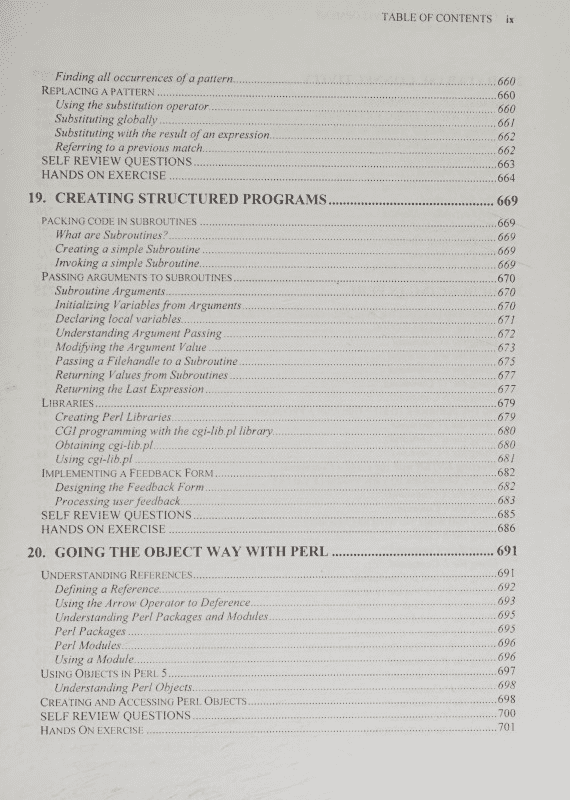 TABLE OF CONTENTS ix
Finding all occurrences of a pattern 660
REPLACING A PATTERN 660
Using the substitution operator 660
Substituting globally 661
Substituting with the result of an expression 662
Referring to a previous match 662
SELF REVIEW QUESTIONS 663
HANDS ON EXERCISE 664
19. CREATING STRUCTURED PROGRAMS 669
PACKING CODE IN SUBROUTINES 669
What are Subroutines? 669
Creating a simple Subroutine 669
Invoking a simple Subroutine 669
PASSING ARGUMENTS TO SUBROUTINES 670
Subroutine Arguments 670
Initializing Variables from Arguments 670
Declaring local variables 671
Understanding Argument Passing 672
Modifying the Argument Value 673
Passing a Filehandle to a Subroutine 675
Returning Values from Subroutines 677
Returning the Last Expression 677
LIBRARIES 679
Creating Perl Libraries 679
CGI programming with the cgi-lib.pl library 680
Obtaining cgi-lib.pl 680
Using cgi-lib.pl 681
IMPLEMENTING A FEEDBACK FORM 682
Designing the Feedback Form 682
Processing user feedback 683
SELF REVIEW QUESTIONS 685
HANDS ON EXERCISE 686
20. GOING THE OBJECT WAY WITH PERL 691
UNDERSTANDING REFERENCES 691
Defining a Reference 692
Using the Arrow Operator to Deference 693
Understanding Perl Packages and Modules 695
Perl Packages 695
Perl Modules 696
Using a Module 696
USING OBJECTS IN PERL 5 697
Understanding Perl Objects 698
CREATING AND ACCESSING PERL OBJECTS 698
SELF REVIEW QUESTIONS 700
HANDS ON EXERCISE 701